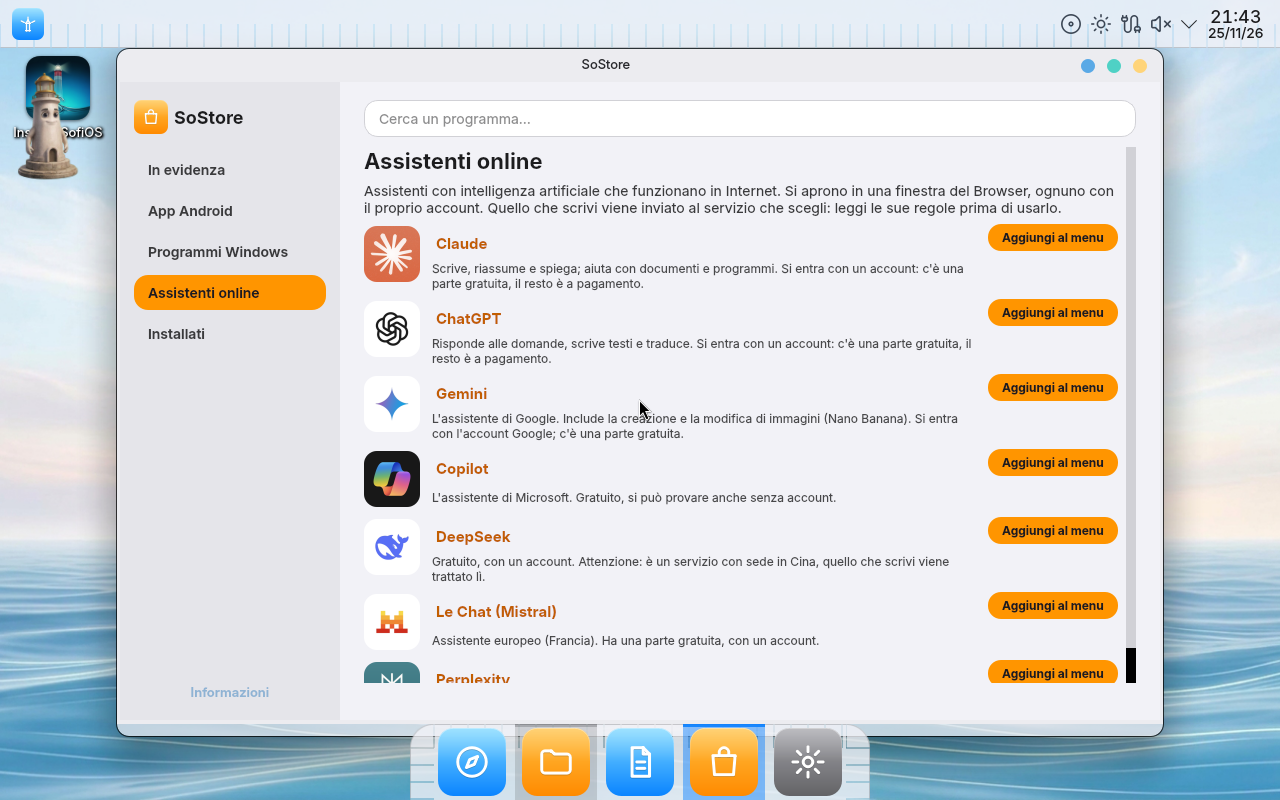 21:43
25/11/26
SoStore
SofiOS
SoStore
In evidenza
App Android
Programmi Windows
Assistenti online
Installati
Informazioni
Cerca un programma...
Assistenti online
Assistenti con intelligenza artificiale che funzionano in Internet. Si aprono in una finestra del Browser, ognuno con
il proprio account. Quello che scrivi viene inviato al servizio che scegli: leggi le sue regole prima di usarlo.
Claude
Aggiungi al menu
Scrive, riassume e spiega; aiuta con documenti e programmi. Si entra con un account: c'è una
parte gratuita, il resto è a pagamento.
ChatGPT
Aggiungi al menu
Risponde alle domande, scrive testi e traduce. Si entra con un account: c'è una parte gratuita, il
resto è a pagamento.
Gemini
Aggiungi al menu
L'assistente di Google. Include la creazione e la modifica di immagini (Nano Banana). Si entra
con l'account Google; c'è una parte gratuita.
Copilot
Aggiungi al menu
L'assistente di Microsoft. Gratuito, si può provare anche senza account.
DeepSeek
Aggiungi al menu
Gratuito, con un account. Attenzione: è un servizio con sede in Cina, quello che scrivi viene
trattato lì.
Le Chat (Mistral)
Aggiungi al menu
Assistente europeo (Francia). Ha una parte gratuita, con un account.
Perplexity
Aggiungi al menu